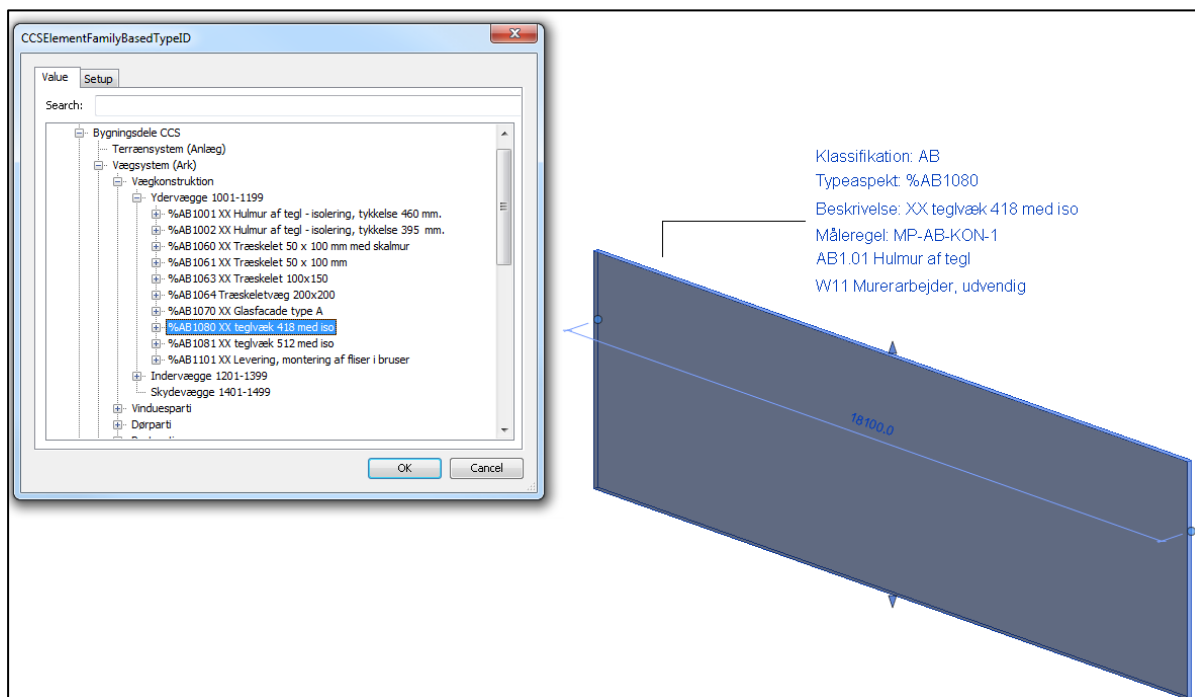 CCSElementFamilyBasedTypeID
Value
Setup
Search:
Bygningsdele CCS
Terrænsystem (Anlæg)
Vægsystem (Ark)
Vægkonstruktion
Ydervægge 1001-1199
%AB1001 XX Hulmur af tegl - isolering, tykkelse 460 mm.
%AB1002 XX Hulmur af tegl - isolering, tykkelse 395 mm.
%AB1060 XX Træskelet 50 x 100 mm med skalmur
%AB1061 XX Træskelet 50 x 100 mm
%AB1063 XX Træskelet 100x150
%AB1064 Træskeletvæg 200x200
%AB1070 XX Glasfacade type A
%AB1080 XX teglvæk 418 med iso
%AB1081 XX teglvæk 512 med iso
%AB1101 XX Levering, montering af fliser i bruser
Indervægge 1201-1399
Skydevægge 1401-1499
Vinduesparti
Dørparti
OK
Cancel
Klassifikation: AB
Typeaspekt: %AB1080
Beskrivelse: XX teglvæk 418 med iso
Måleregel: MP-AB-KON-1
AB1.01 Hulmur af tegl
W11 Murerarbejder, udvendig
18100.0